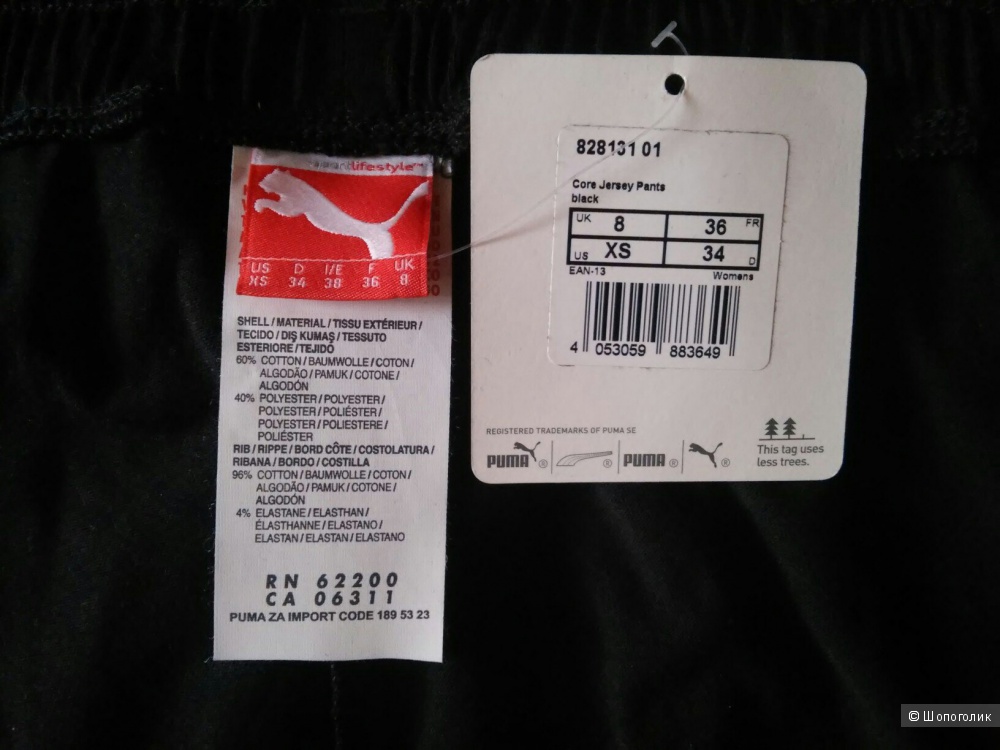 lifestyle
US D I/E F UK
XS 34 38 36 8
SHELL / MATERIAL / TISSU EXTÉRIEUR /
TECIDO / DIŞ KUMAŞ / TESSUTO
ESTERIORE / TEJIDO
60% COTTON / BAUMWOLLE / COTON /
ALGODÃO / PAMUK / COTONE /
ALGODÓN
40% POLYESTER / POLYESTER /
POLYESTER / POLIÉSTER /
POLYESTER / POLIESTERE /
POLIÉSTER
RIB / RIPPE / BORD CÔTE / COSTOLATURA /
RIBANA / BORDO / COSTILLA
96% COTTON / BAUMWOLLE / COTON /
ALGODÃO / PAMUK / COTONE /
ALGODÓN
4% ELASTANE / ELASTHAN /
ÉLASTHANNE / ELASTANO /
ELASTAN / ELASTAN / ELASTANO
RN 62200
CA 06311
PUMA ZA IMPORT CODE 189 53 23
828131 01
Core Jersey Pants
black
UK 8 36 FR
US XS 34 D
EAN-13 Womens
4 053059 883649
REGISTERED TRADEMARKS OF PUMA SE
PUMA ® ® PUMA ® ®
This tag uses
less trees.
© Шопоголик